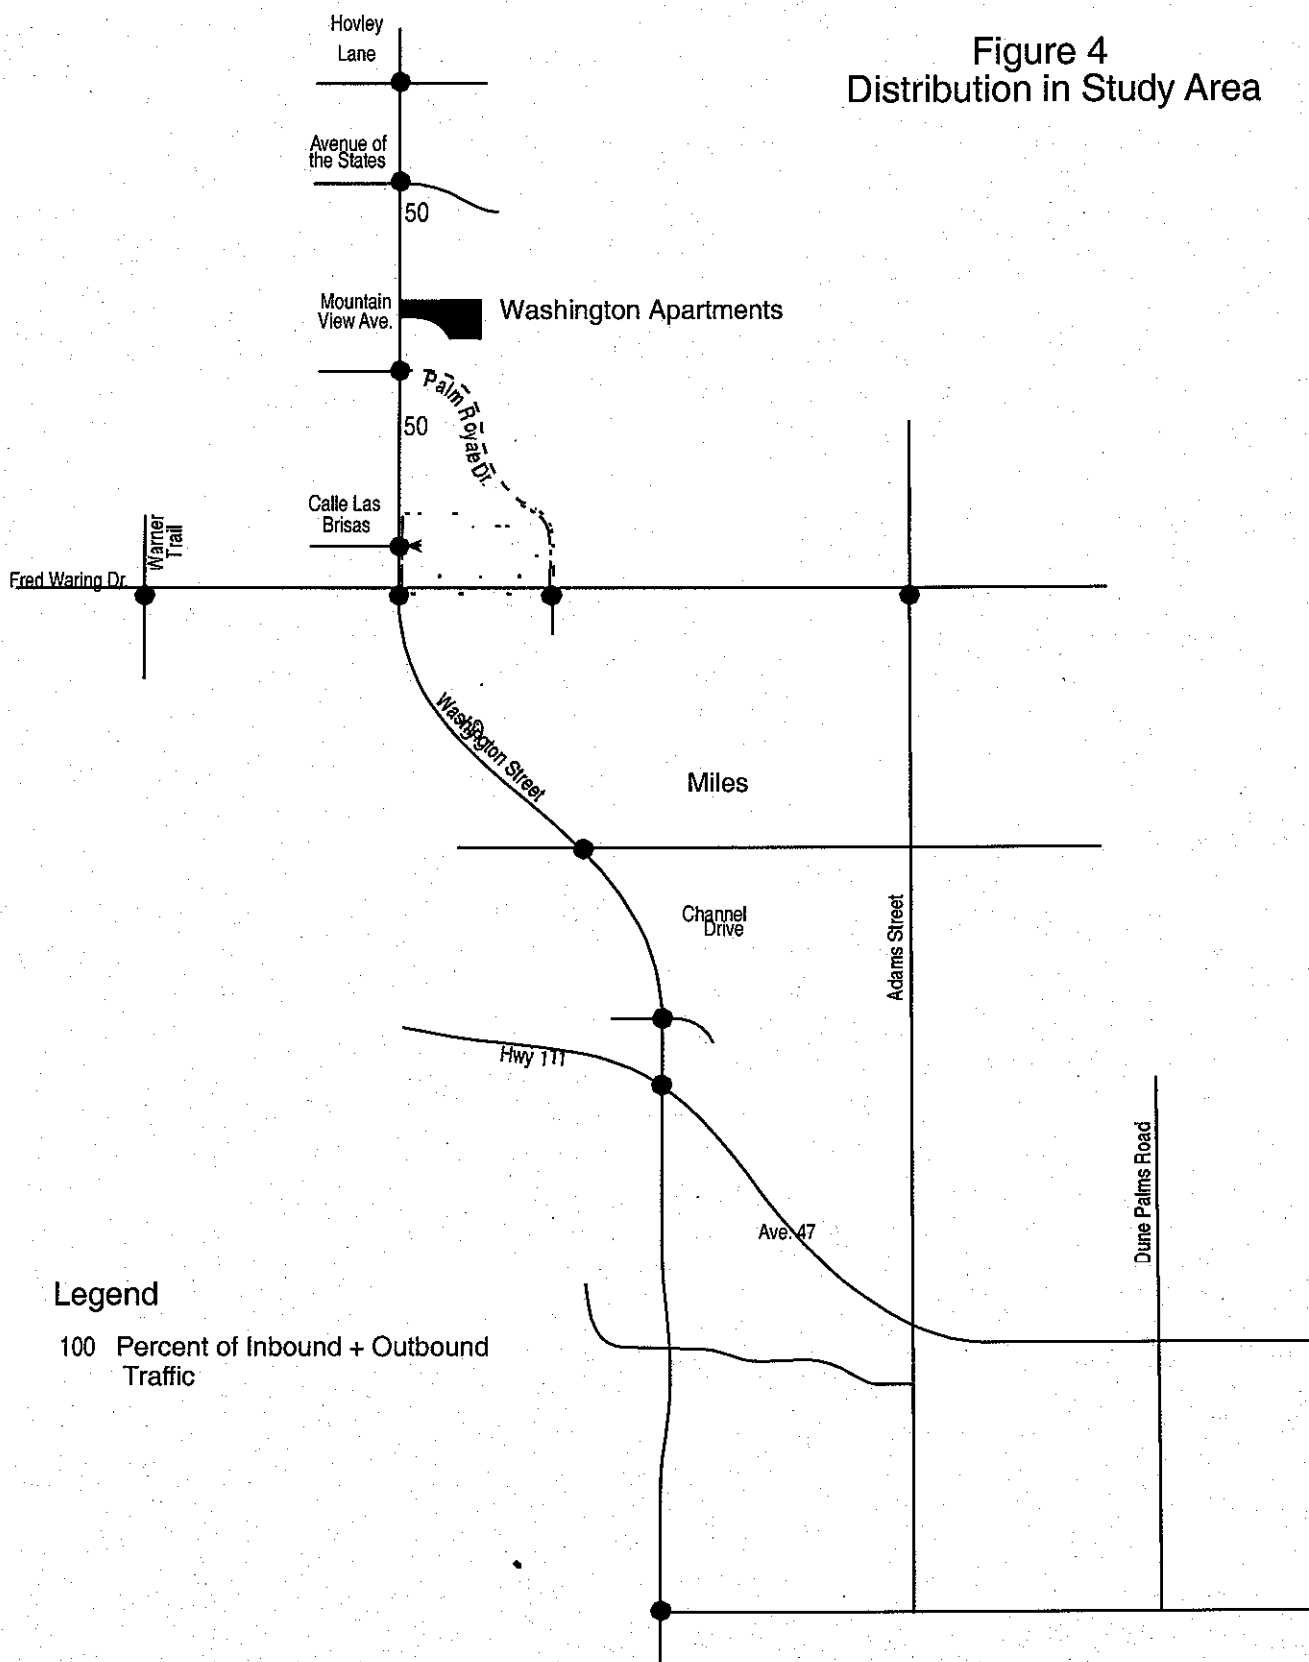 Figure 4
Distribution in Study Area
Hovley
Lane
Avenue of
the States
50
Mountain
View Ave.
Washington Apartments
Palm Royale Dr.
50
Calle Las
Brisas
Warner
Trail
Fred Waring Dr.
Washington Street
Miles
Channel
Drive
Adams Street
Hwy 111
Dune Palms Road
Ave. 47
Legend
100 Percent of Inbound + Outbound
Traffic